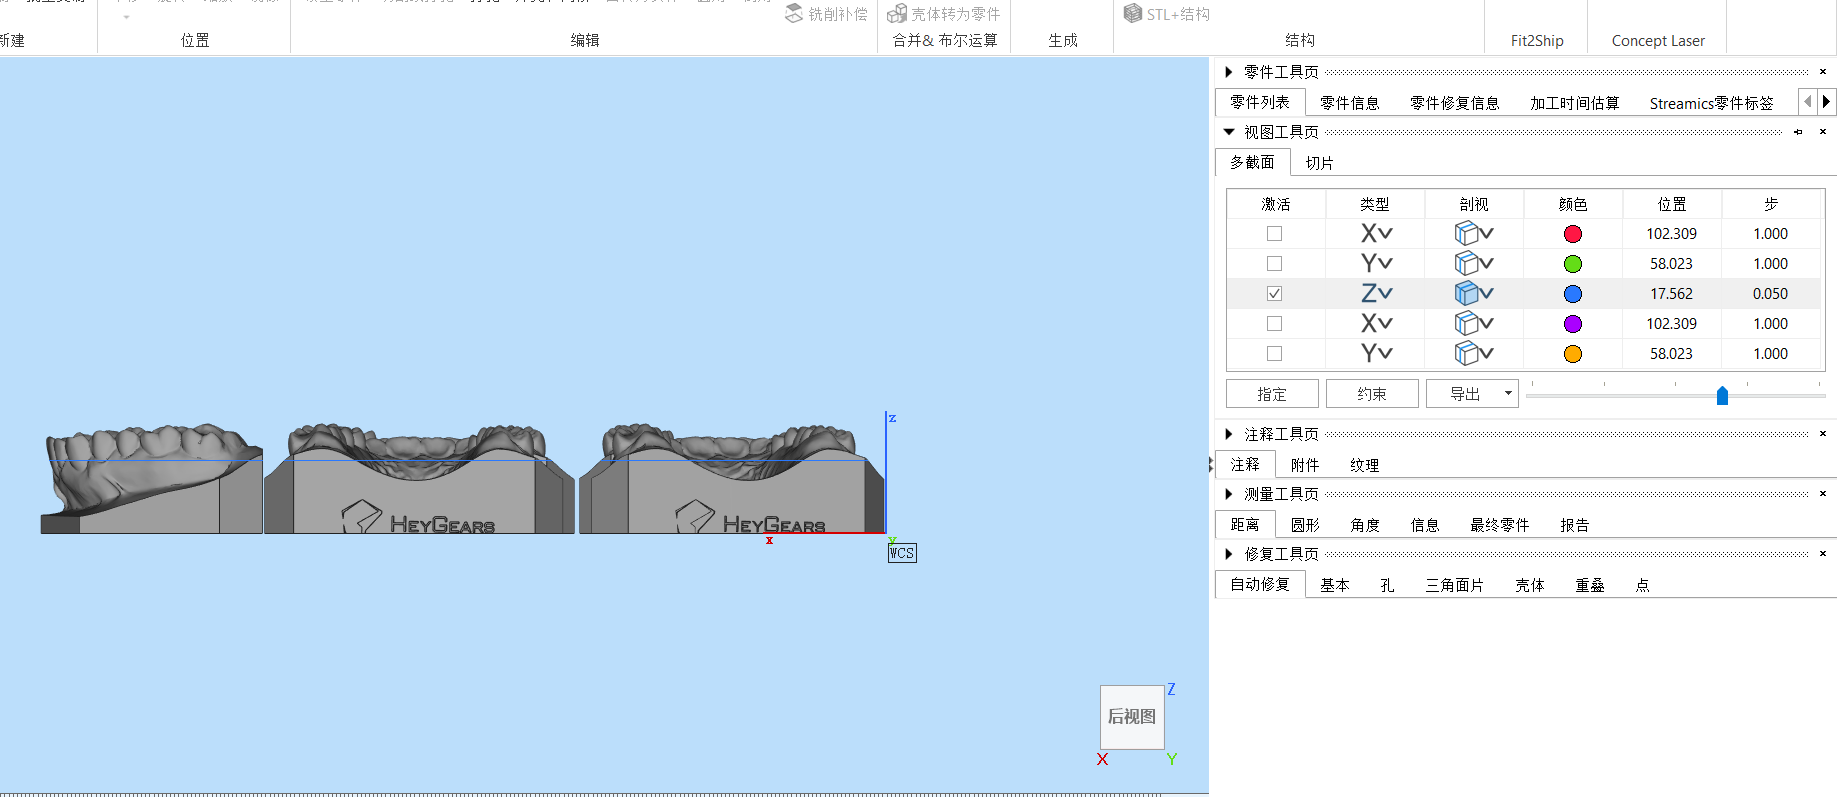 铣削补偿 壳体转为零件 STL+结构
新建 位置 编辑 合并& 布尔运算 生成 结构 Fit2Ship Concept Laser
零件工具页
零件列表 零件信息 零件修复信息 加工时间估算 Streamics零件标签
视图工具页
多截面 切片
激活 类型 剖视 颜色 位置 步
X 102.309 1.000
Y 58.023 1.000
Z 17.562 0.050
X 102.309 1.000
Y 58.023 1.000
指定 约束 导出
注释工具页
注释 附件 纹理
测量工具页
距离 圆形 角度 信息 最终零件 报告
修复工具页
自动修复 基本 孔 三角面片 壳体 重叠 点
z
HEYGEARS HEYGEARS
x y
WCS
Z
后视图
X Y